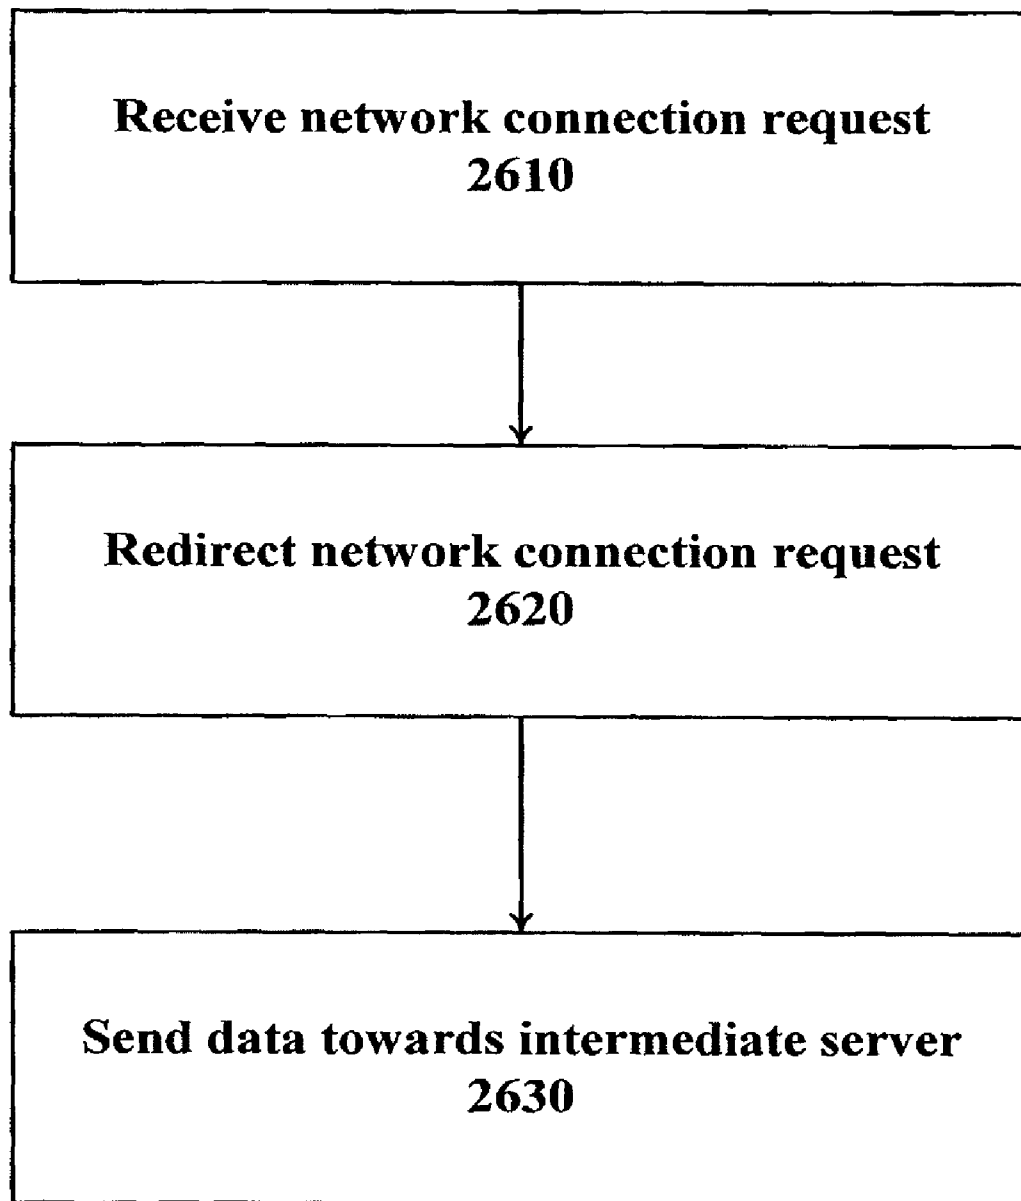 Receive network connection request
2610
Redirect network connection request
2620
Send data towards intermediate server
2630